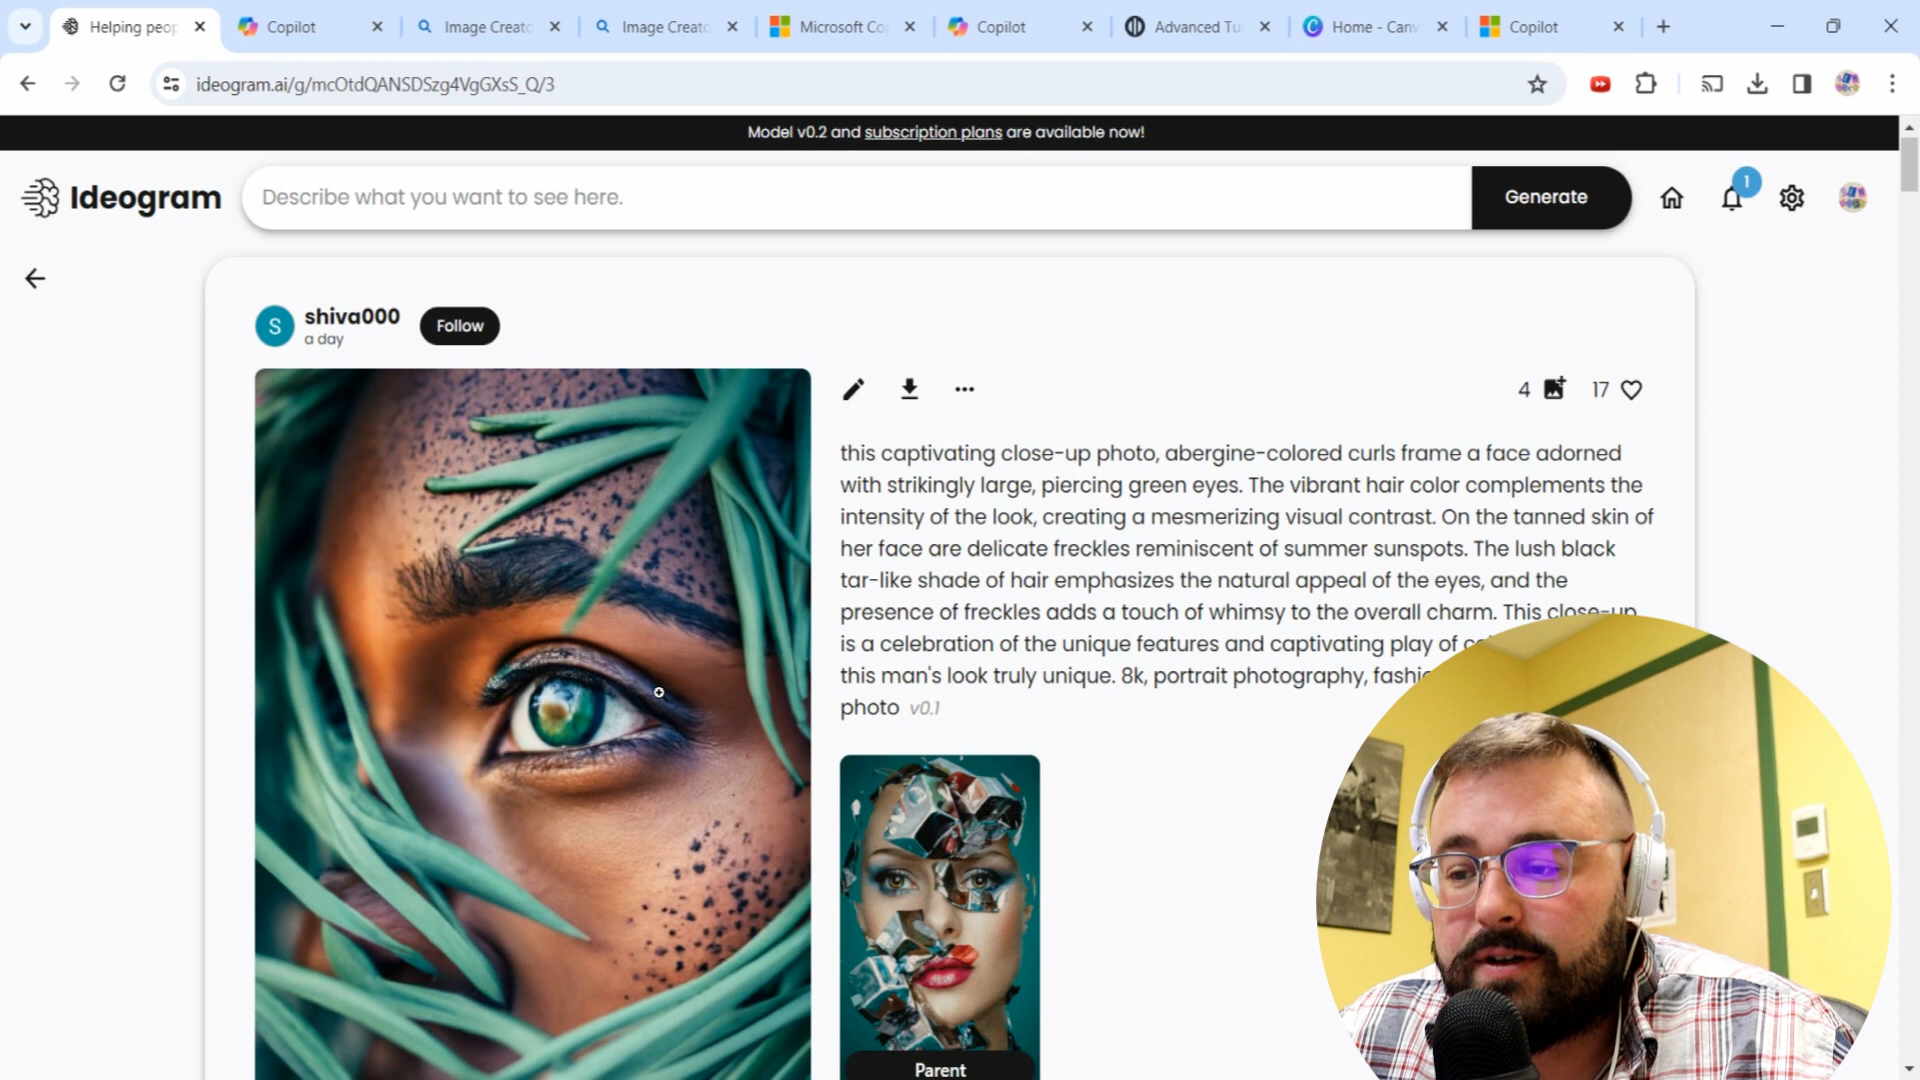 Helping peop
Copilot
Image Creato
Image Creato
Microsoft Co
Copilot
Advanced Tu
Home - Canv
Copilot
ideogram.ai/g/mcOtdQANSDSzg4VgGXsS_Q/3
Model v0.2 and subscription plans are available now!
Ideogram
Describe what you want to see here.
Generate
1
S
shiva000
a day
Follow
4
17
this captivating close-up photo, abergine-colored curls frame a face adorned
with strikingly large, piercing green eyes. The vibrant hair color complements the
intensity of the look, creating a mesmerizing visual contrast. On the tanned skin of
her face are delicate freckles reminiscent of summer sunspots. The lush black
tar-like shade of hair emphasizes the natural appeal of the eyes, and the
presence of freckles adds a touch of whimsy to the overall charm. This close-up
is a celebration of the unique features and captivating play of
this man's look truly unique. 8k, portrait photography,
photo v0.1
Parent